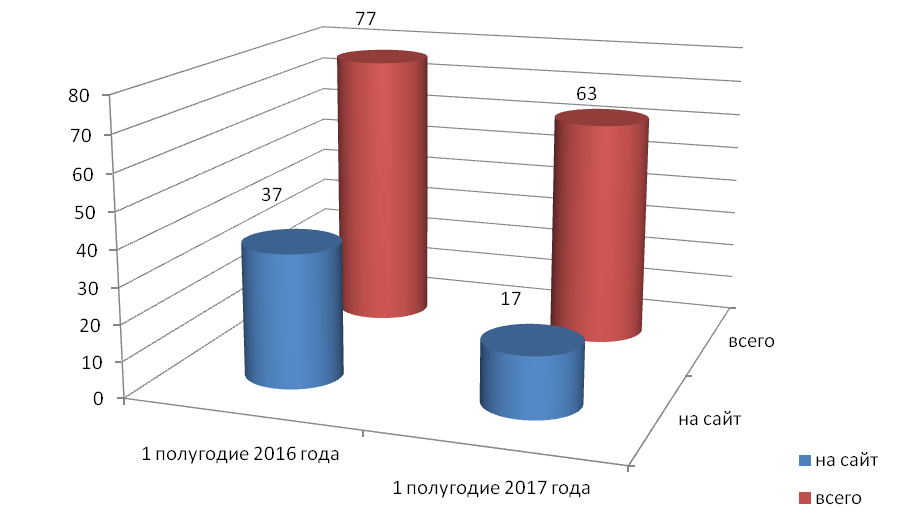 77
63
80
70
60
50
40
30
20
10
0
37
17
всего
на сайт
1 полугодие 2016 года
1 полугодие 2017 года
на сайт
всего